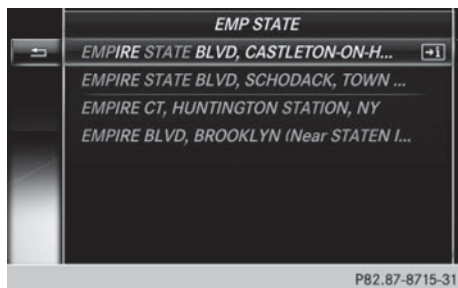 EMP STATE
EMPIRE STATE BLVD, CASTLETON-ON-H...
EMPIRE STATE BLVD, SCHODACK, TOWN ...
EMPIRE CT, HUNTINGTON STATION, NY
EMPIRE BLVD, BROOKLYN (Near STATEN I...
P82.87-8715-31